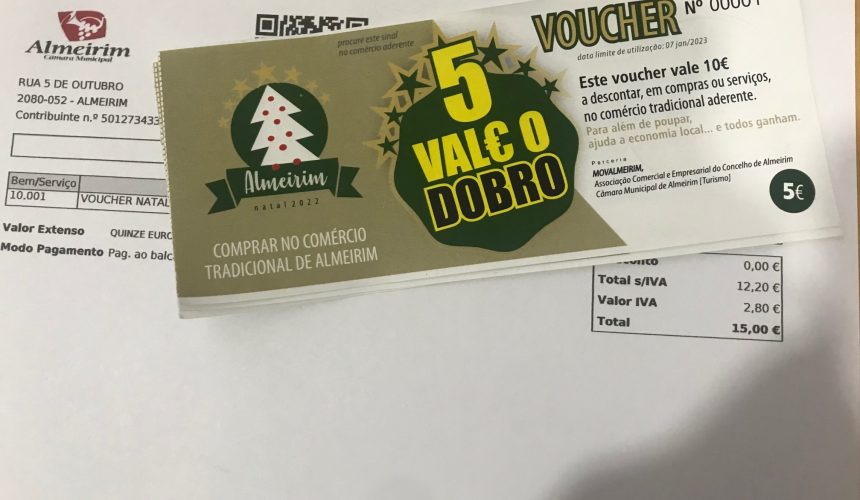 Almeirim
Câmara Municipal
RUA 5 DE OUTUBRO
2080-052 - ALMEIRIM
Contribuinte n.º 501273433
Bem/Serviço
10.001 VOUCHER NATAL
Valor Extenso QUINZE EURO
Modo Pagamento Pag. ao balc
procure este sinal
no comércio aderente
Almeirim
natal 2022
COMPRAR NO COMÉRCIO
TRADICIONAL DE ALMEIRIM
5
VAL€ O
DOBRO
VOUCHER Nº
data limite de utilização: 07 jan/2023
Este voucher vale 10€
a descontar, em compras ou serviços,
no comércio tradicional aderente.
Para além de poupar,
ajuda a economia local... e todos ganham.
Parceria
MOVALMEIRIM,
Associação Comercial e Empresarial do Concelho de Almeirim
Câmara Municipal de Almeirim [Turismo]
5€
0,00 €
Total s/IVA 12,20 €
Valor IVA 2,80 €
Total 15,00 €